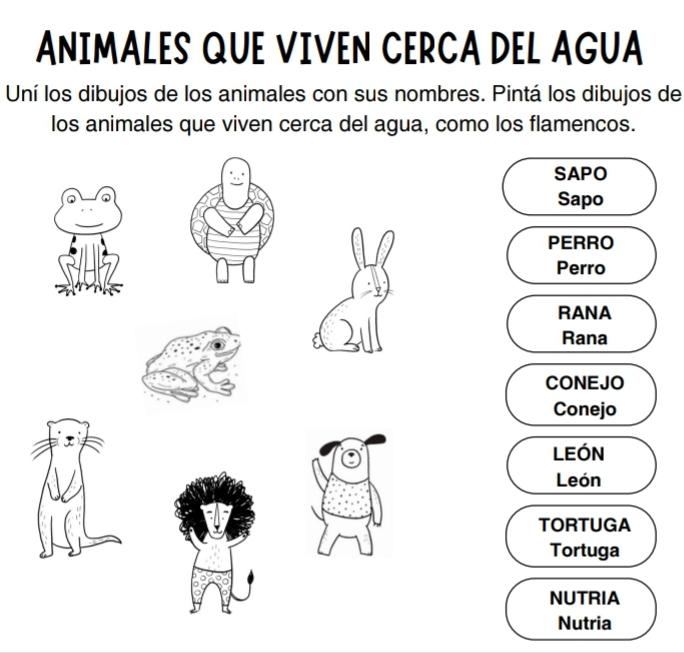 ANIMALES QUE VIVEN CERCA DEL AGUA
Uní los dibujos de los animales con sus nombres. Pintá los dibujos de
los animales que viven cerca del agua, como los flamencos.
SAPO
Sapo
PERRO
Perro
RANA
Rana
CONEJO
Conejo
LEÓN
León
TORTUGA
Tortuga
NUTRIA
Nutria